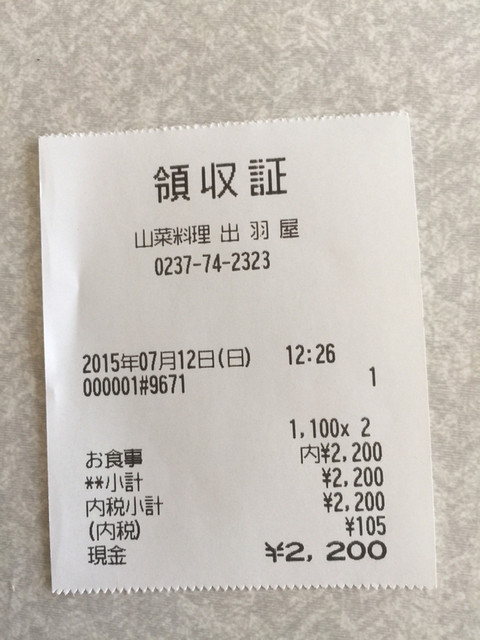 領収証
山菜料理 出羽屋
0237-74-2323
2015年07月12日(日) 12:26
000001#9671 1
1,100x 2
お食事 内¥2,200
**小計 ¥2,200
内税小計 ¥2,200
(内税) ¥105
現金 ¥2,200